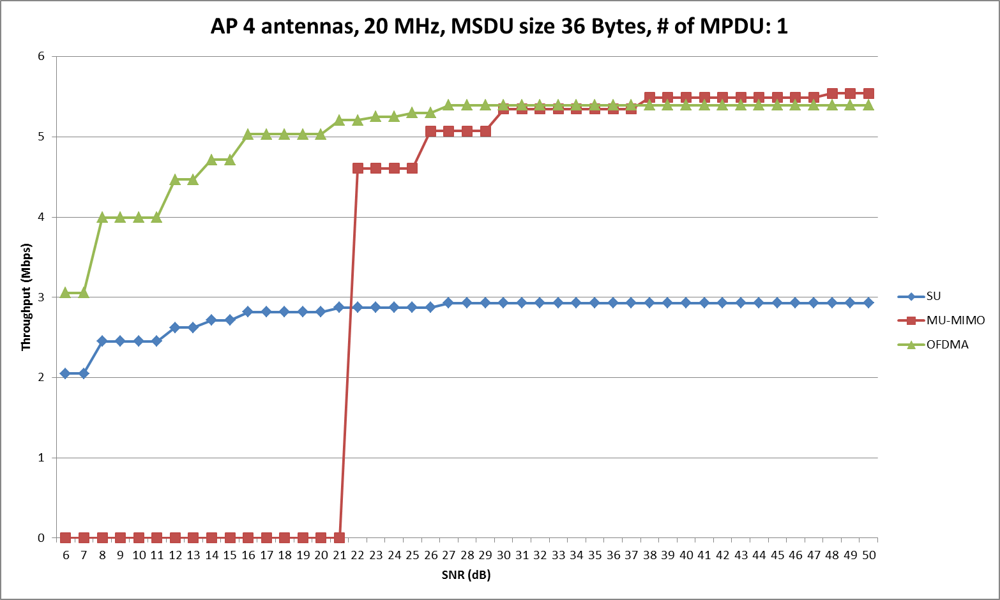 AP 4 antennas, 20 MHz, MSDU size 36 Bytes, # of MPDU: 1
6
5
4
3
2
1
0
Throughput (Mbps)
6 7 8 9 10 11 12 13 14 15 16 17 18 19 20 21 22 23 24 25 26 27 28 29 30 31 32 33 34 35 36 37 38 39 40 41 42 43 44 45 46 47 48 49 50
SNR (dB)
SU
MU-MIMO
OFDMA